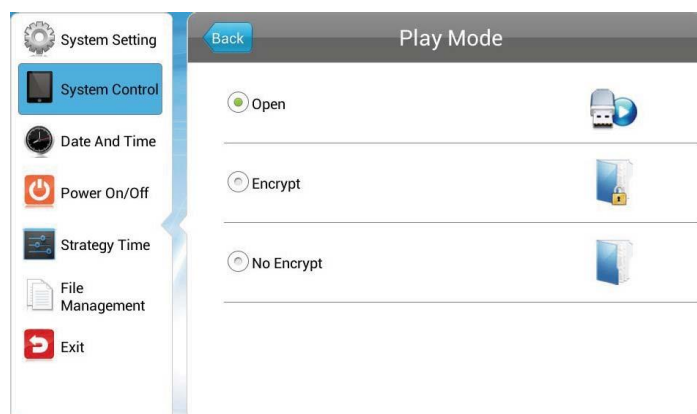 System Setting
System Control
Date And Time
Power On/Off
Strategy Time
File
Management
Exit
Back
Play Mode
Open
Encrypt
No Encrypt